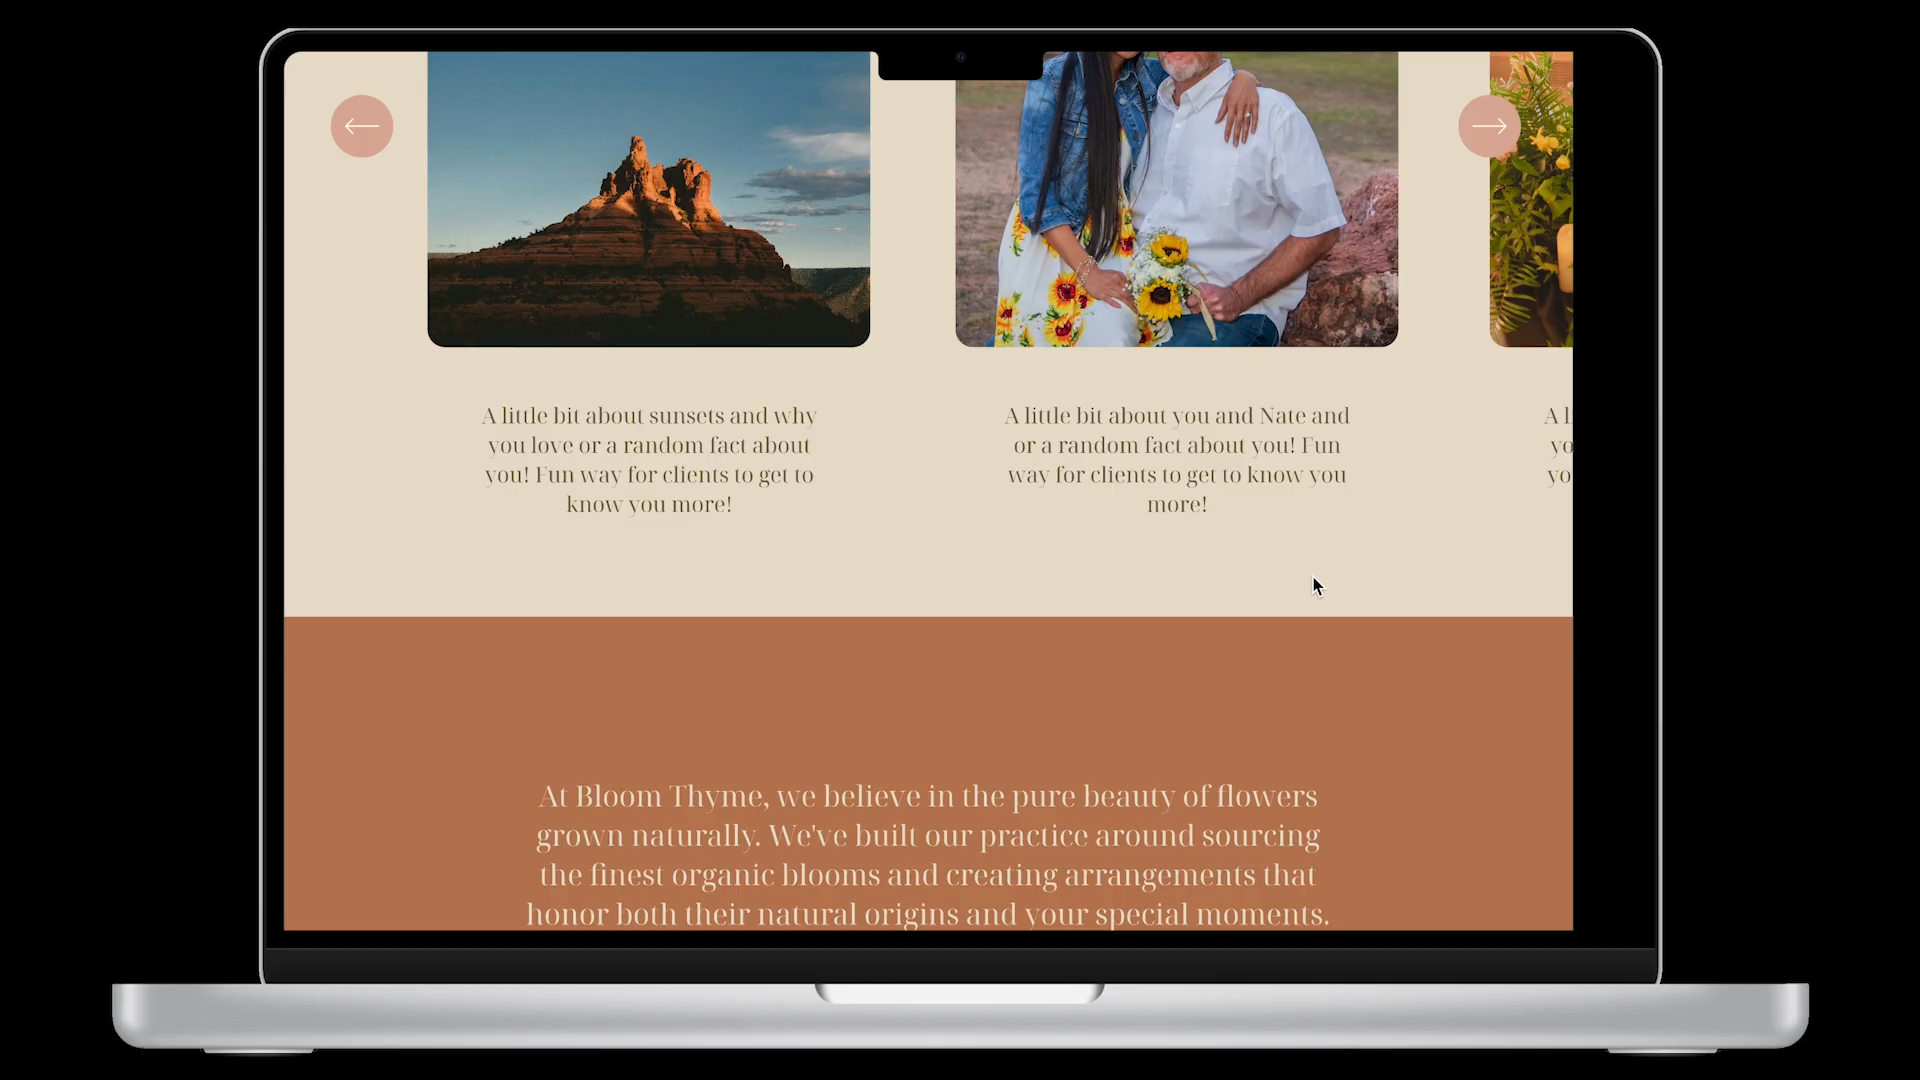 A little bit about sunsets and why
you love or a random fact about
you! Fun way for clients to get to
know you more!
A little bit about you and Nate and
or a random fact about you! Fun
way for clients to get to know you
more!
A l
yo
yo
At Bloom Thyme, we believe in the pure beauty of flowers
grown naturally. We've built our practice around sourcing
the finest organic blooms and creating arrangements that
honor both their natural origins and your special moments.